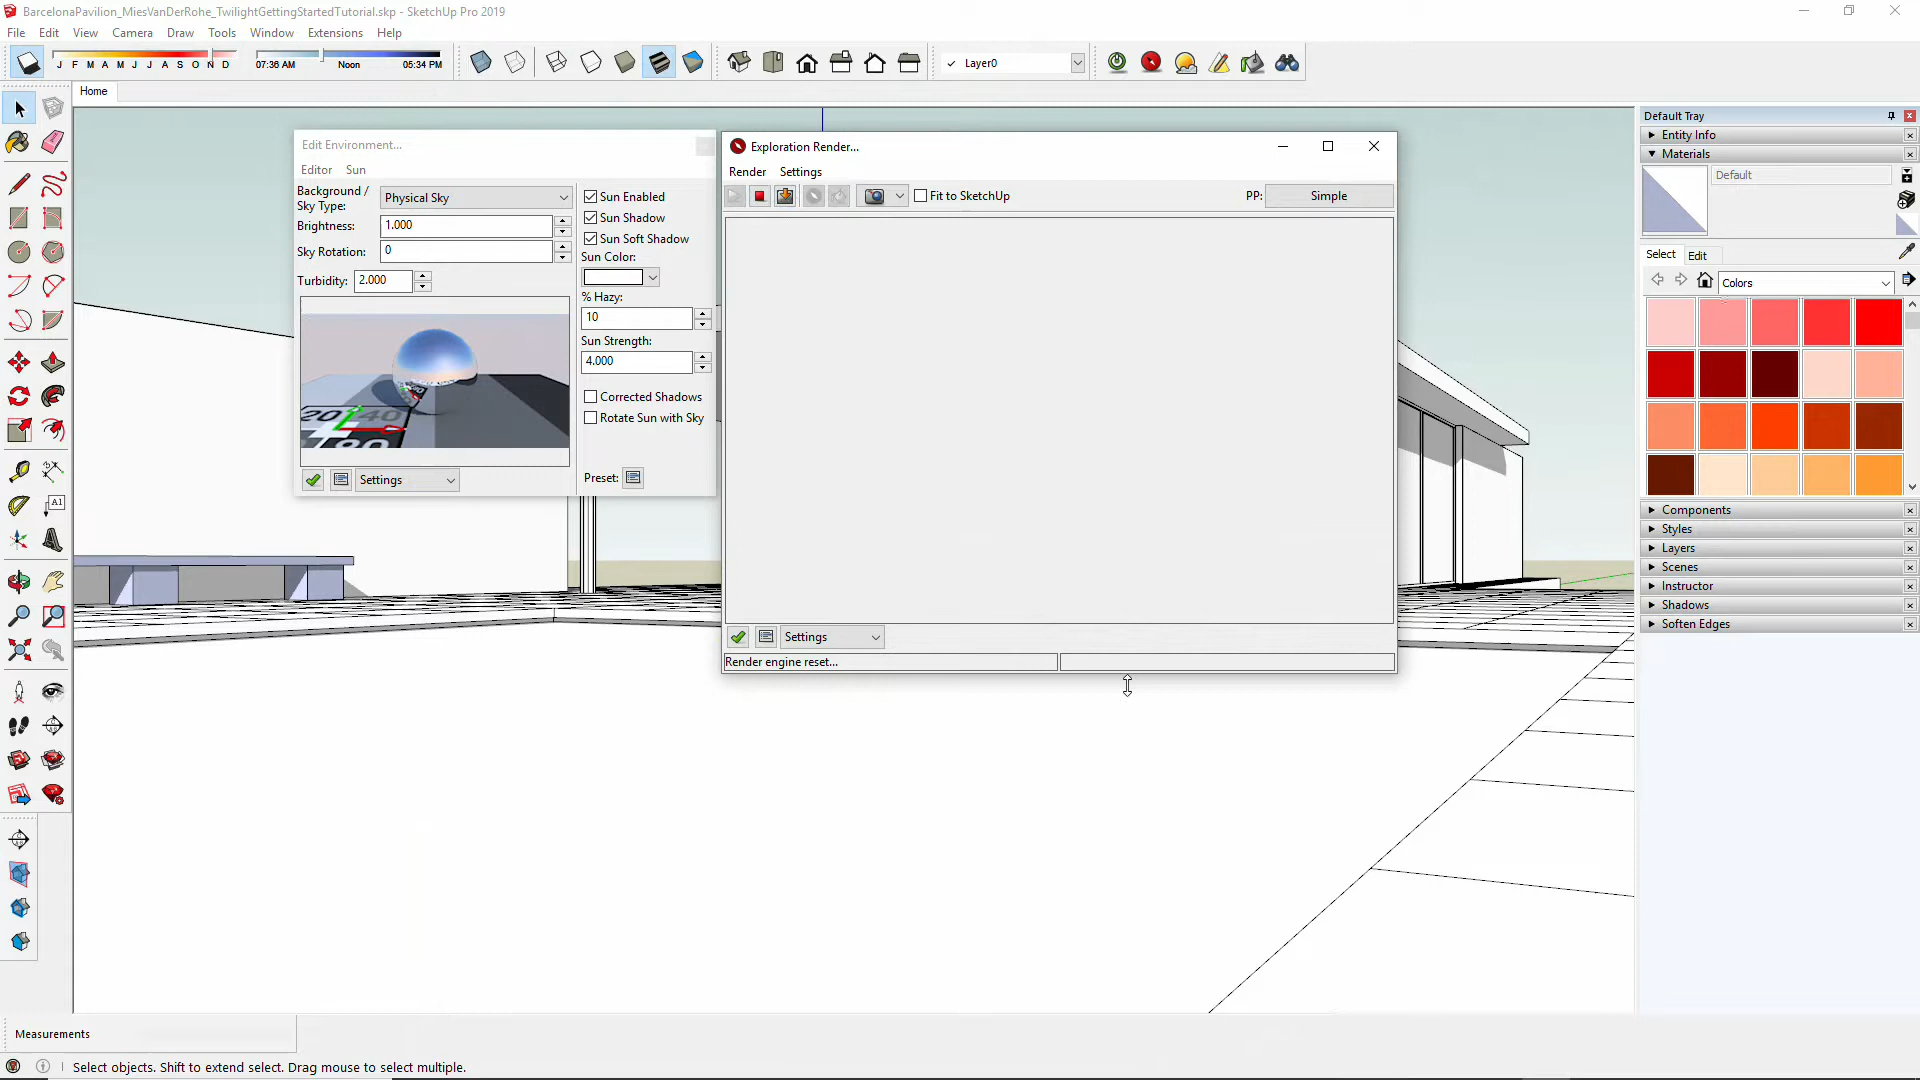 BarcelonaPavilion_MiesVanDerRohe_TwilightGettingStartedTutorial.skp - SketchUp Pro 2019
File Edit View Camera Draw Tools Window Extensions Help
J F M A M J J A S O N D
07:36 AM Noon 05:34 PM
Layer0
Home
Edit Environment...
Editor Sun
Background / Sky Type: Physical Sky
Brightness: 1.000
Sky Rotation: 0
Turbidity: 2.000
20 40
80
Settings
Sun Enabled
Sun Shadow
Sun Soft Shadow
Sun Color:
% Hazy:
10
Sun Strength:
4.000
Corrected Shadows
Rotate Sun with Sky
Preset:
Exploration Render...
Render Settings
Fit to SketchUp PP: Simple
Settings
Render engine reset...
Default Tray
Entity Info
Materials
Default
Select Edit
Colors
Components
Styles
Layers
Scenes
Instructor
Shadows
Soften Edges
A1
Measurements
Select objects. Shift to extend select. Drag mouse to select multiple.